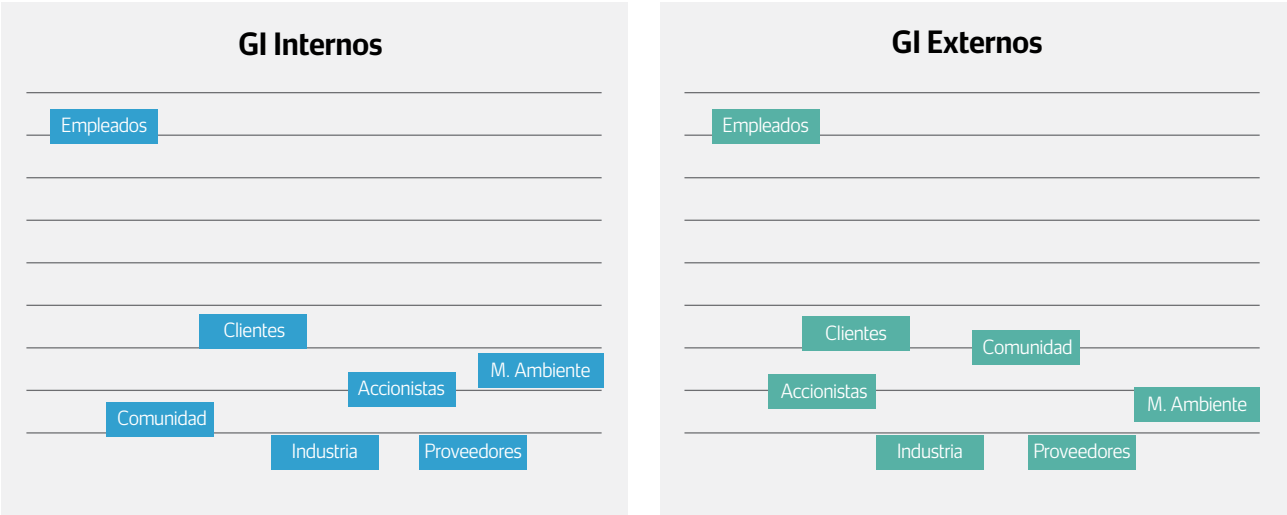 GI Internos
Empleados
Clientes
M. Ambiente
Accionistas
Comunidad
Industria
Proveedores
GI Externos
Empleados
Clientes
Comunidad
Accionistas
M. Ambiente
Industria
Proveedores